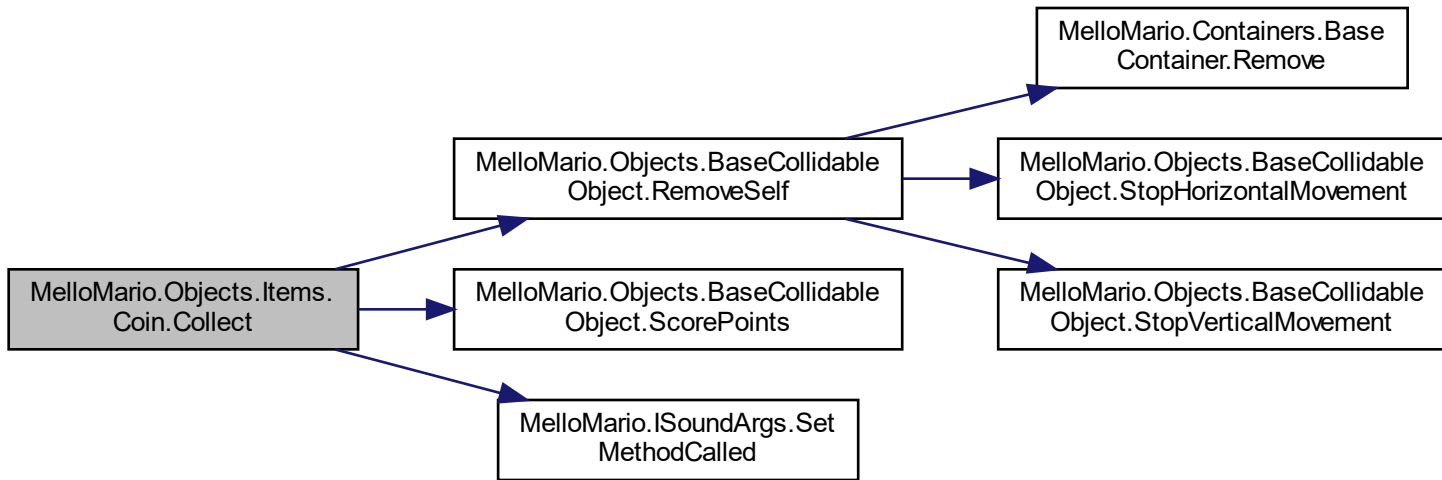 MelloMario.Objects.Items.
Coin.Collect
MelloMario.Objects.BaseCollidable
Object.RemoveSelf
MelloMario.Containers.Base
Container.Remove
MelloMario.Objects.BaseCollidable
Object.StopHorizontalMovement
MelloMario.Objects.BaseCollidable
Object.StopVerticalMovement
MelloMario.Objects.BaseCollidable
Object.ScorePoints
MelloMario.ISoundArgs.Set
MethodCalled